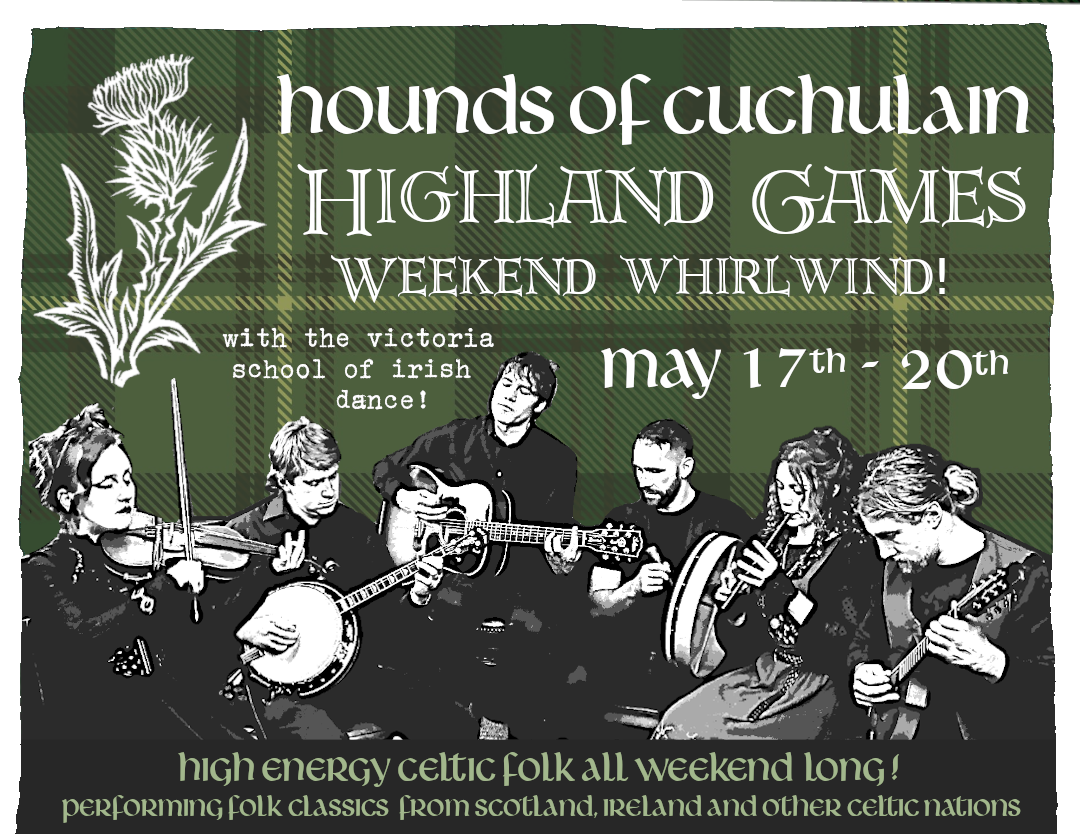 hounds of cuchulain
Highland Games
Weekend Whirlwind!
with the victoria
school of irish
dance!
may 17th - 20th
high energy celtic folk all weekend long!
performing folk classics from scotland, ireland and other celtic nations